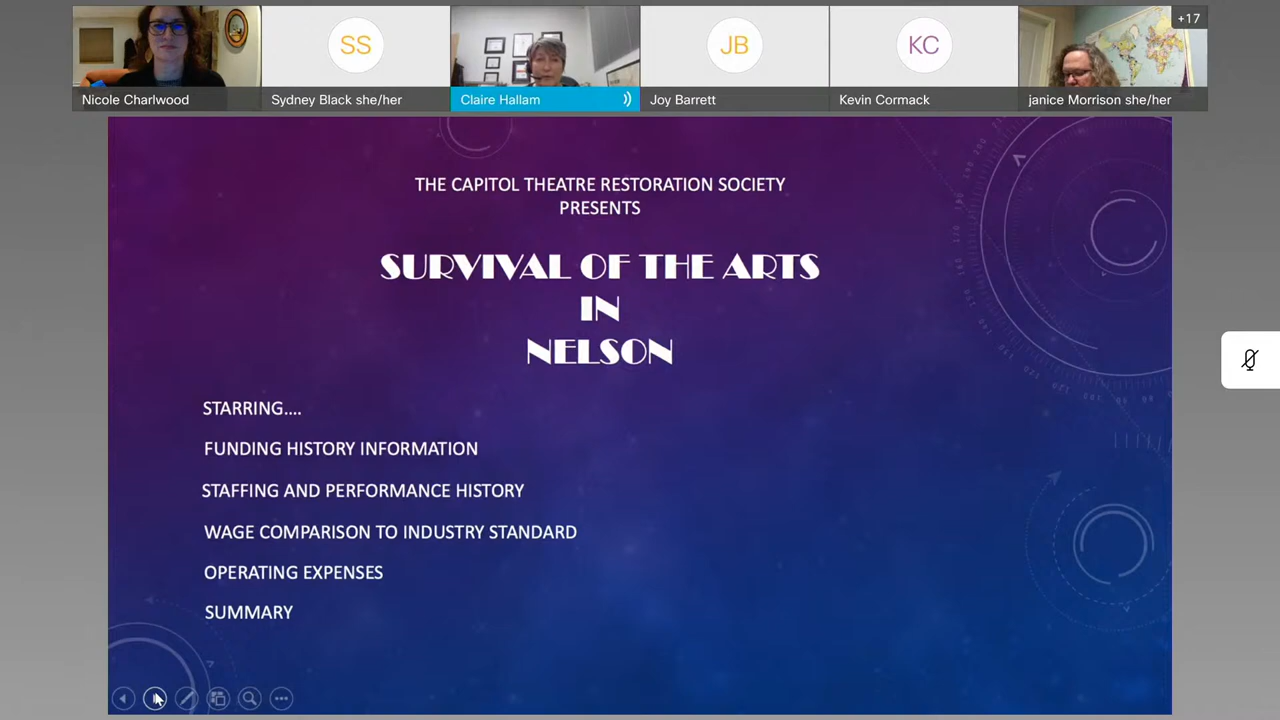 +17
SS
JB
KC
Nicole Charlwood
Sydney Black she/her
Claire Hallam
Joy Barrett
Kevin Cormack
janice Morrison she/her
THE CAPITOL THEATRE RESTORATION SOCIETY
PRESENTS
SURVIVAL OF THE ARTS
IN
NELSON
STARRING....
FUNDING HISTORY INFORMATION
STAFFING AND PERFORMANCE HISTORY
WAGE COMPARISON TO INDUSTRY STANDARD
OPERATING EXPENSES
SUMMARY